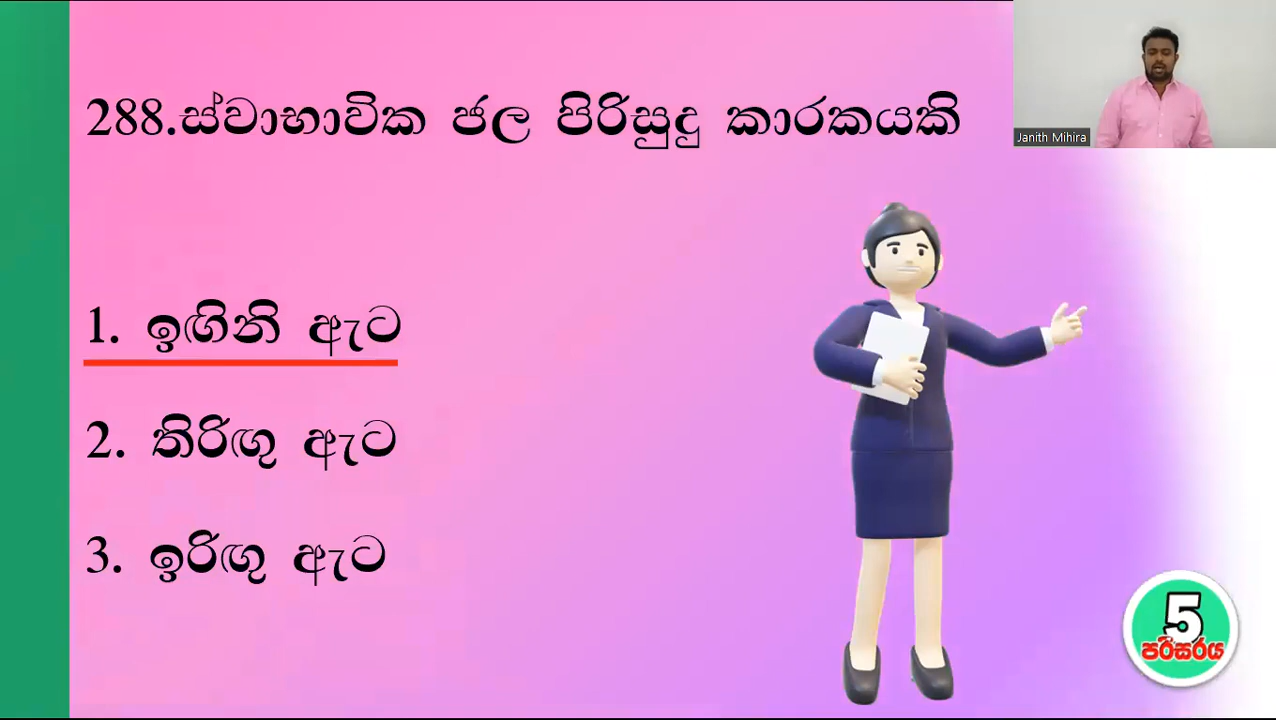 288.ස්වාභාවික ජල පිරිසුදු කාරකයකි
Janith Mihira
1. ඉඟිනි ඇට
2. තිරිඟු ඇට
3. ඉරිඟු ඇට
5
පරිසරය